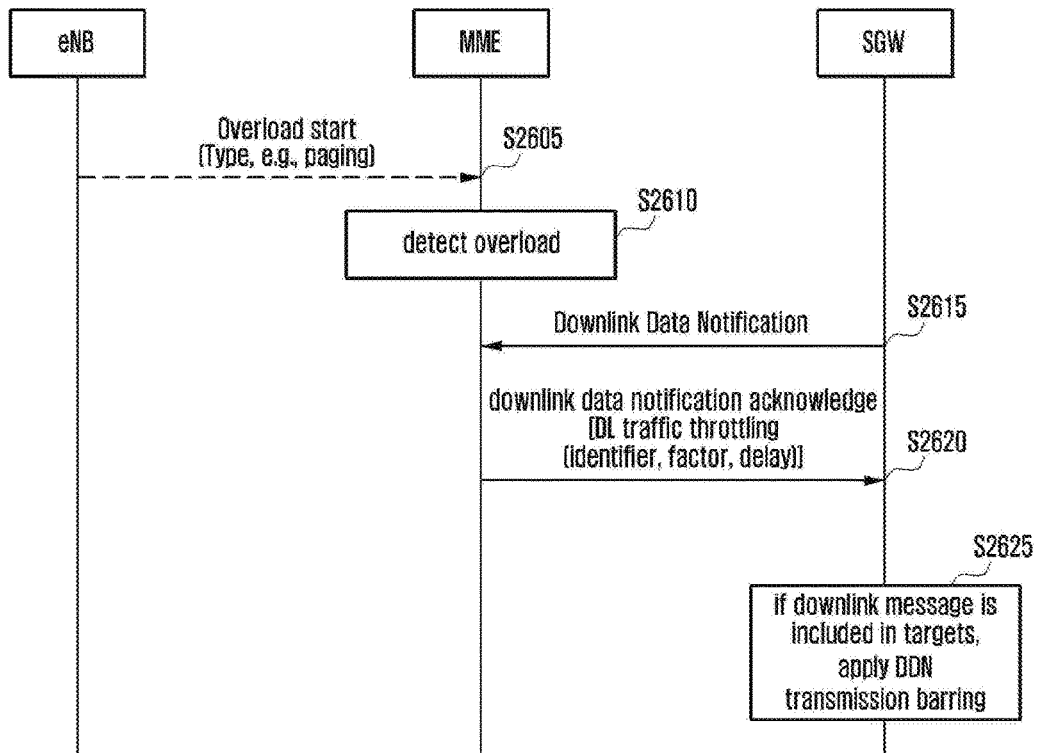 eNB
MME
SGW
Overload start
(Type, e.g., paging)
S2605
S2610
detect overload
S2615
Downlink Data Notification
downlink data notification acknowledge
[DL traffic throttling
(identifier, factor, delay)]
S2620
S2625
if downlink message is
included in targets,
apply DDN
transmission barring